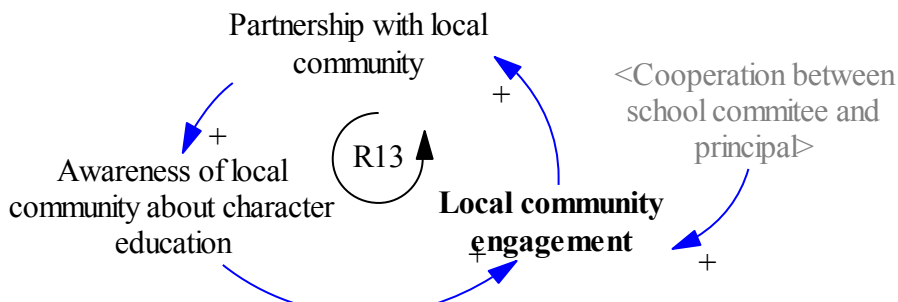 Partnership with local
community
<Cooperation between
school commitee and
principal>
+
+
R13
Awareness of local
community about character
education
Local community
engagement
+
+